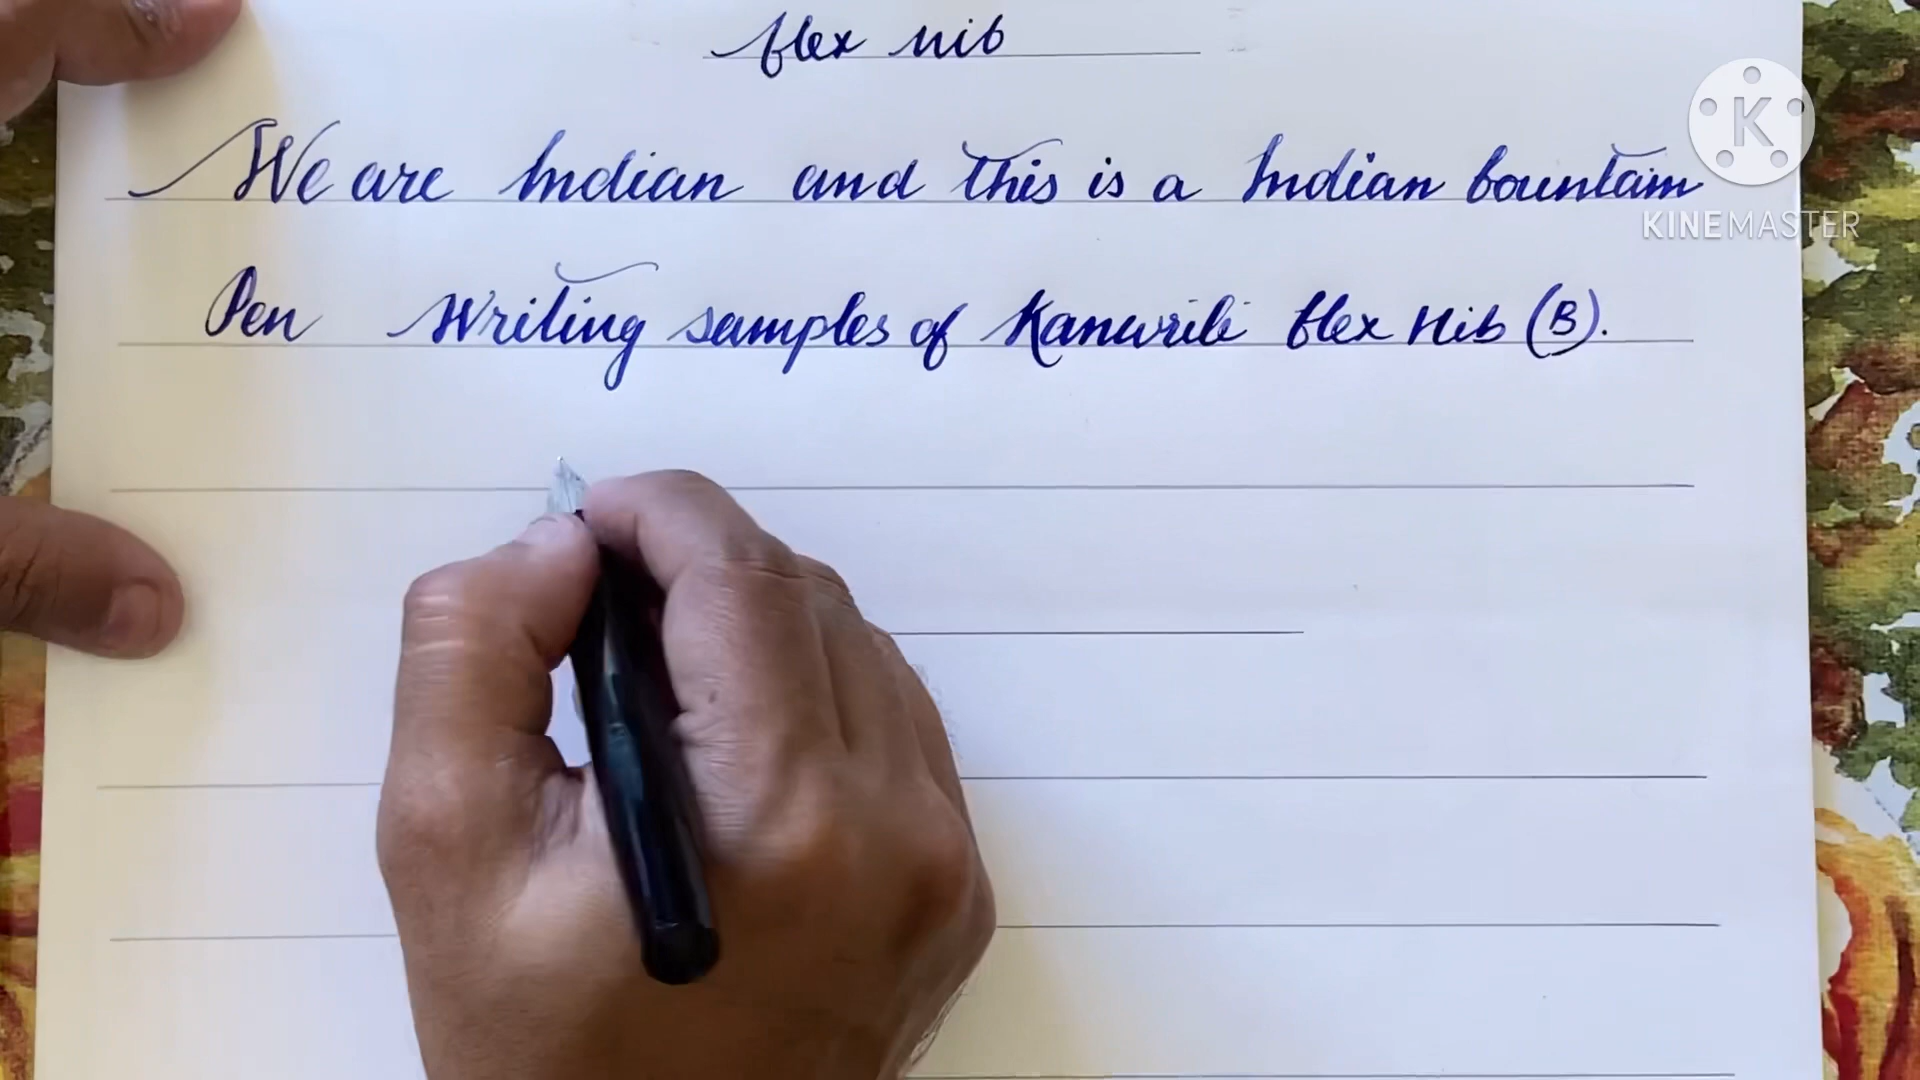 flex nib
We are Indian and this is a Indian fountain
Pen Writing samples of Kanwrite flex Nib (B).
K
KINEMASTER